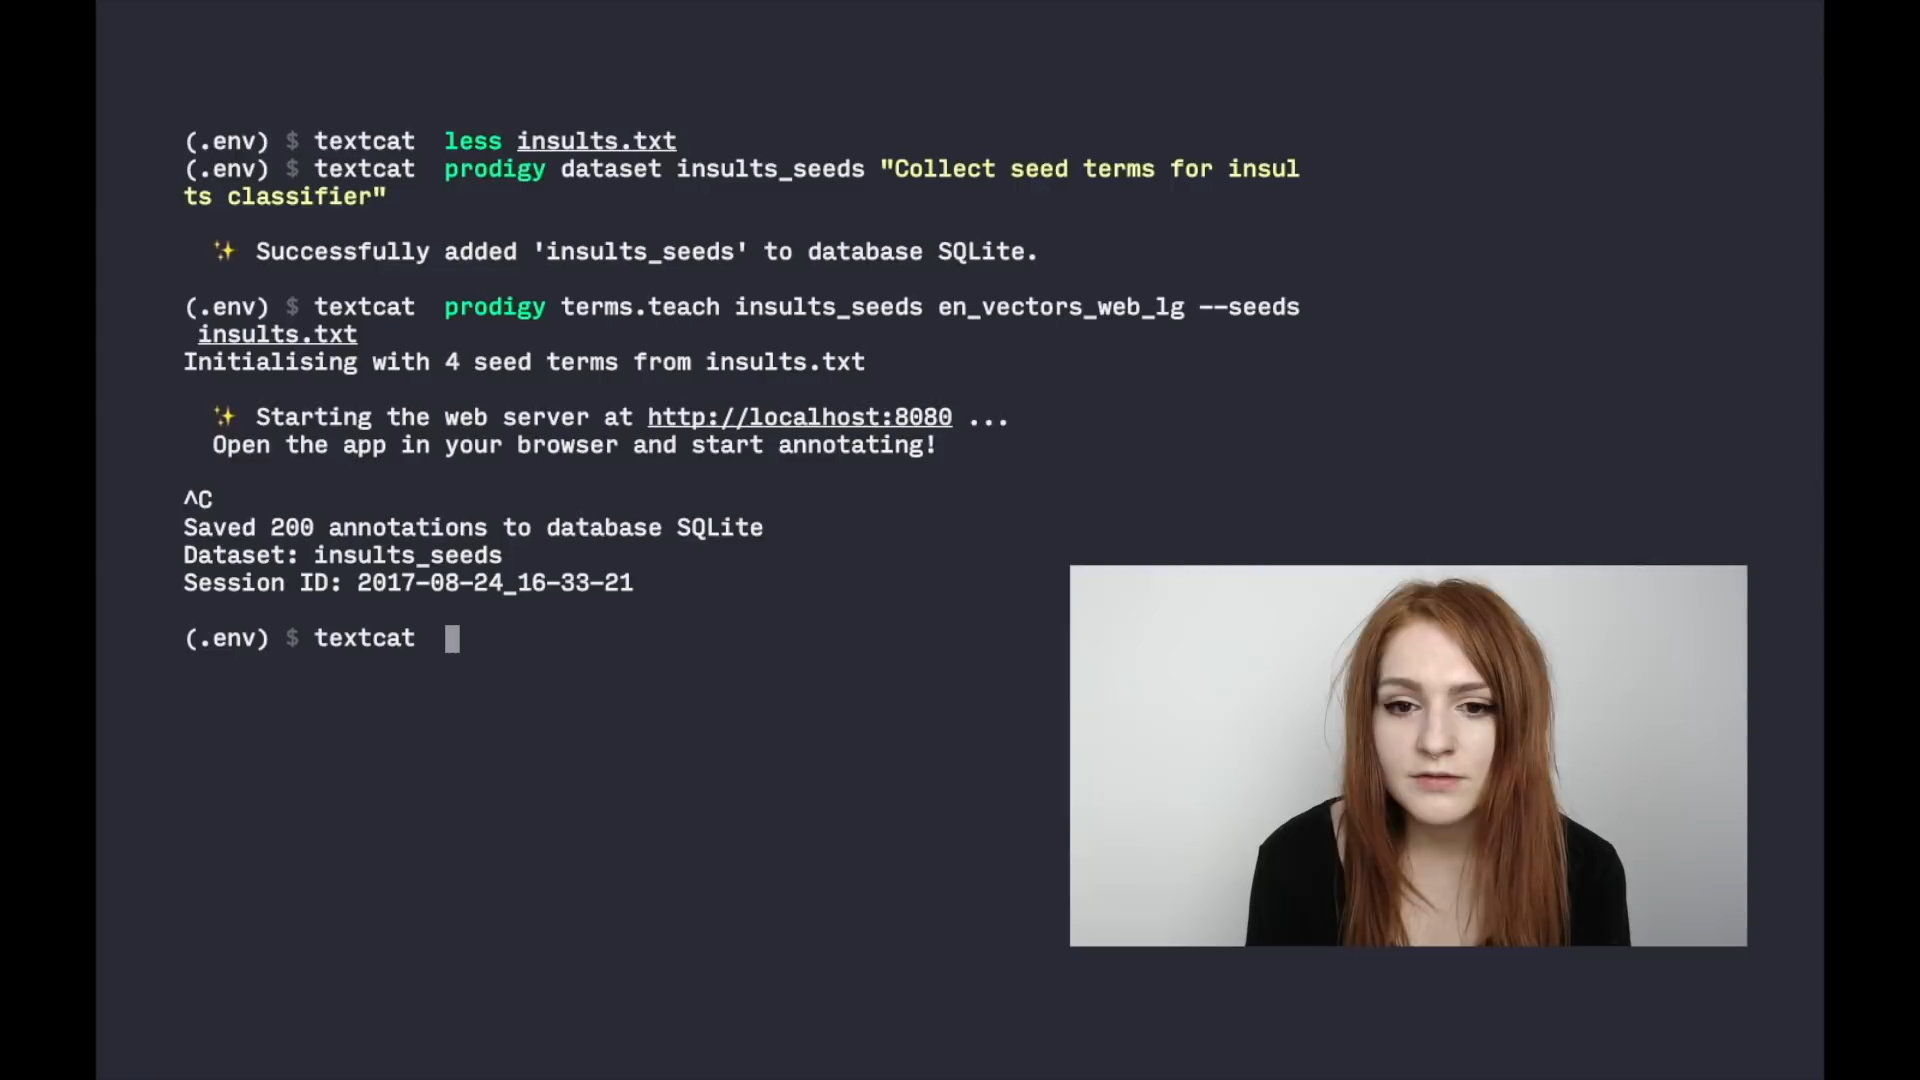 (.env) $ textcat  less insults.txt
(.env) $ textcat  prodigy dataset insults_seeds "Collect seed terms for insul
ts classifier"
✨ Successfully added 'insults_seeds' to database SQLite.
(.env) $ textcat  prodigy terms.teach insults_seeds en_vectors_web_lg --seeds
insults.txt
Initialising with 4 seed terms from insults.txt
✨ Starting the web server at http://localhost:8080 ...
Open the app in your browser and start annotating!
^C
Saved 200 annotations to database SQLite
Dataset: insults_seeds
Session ID: 2017-08-24_16-33-21
(.env) $ textcat